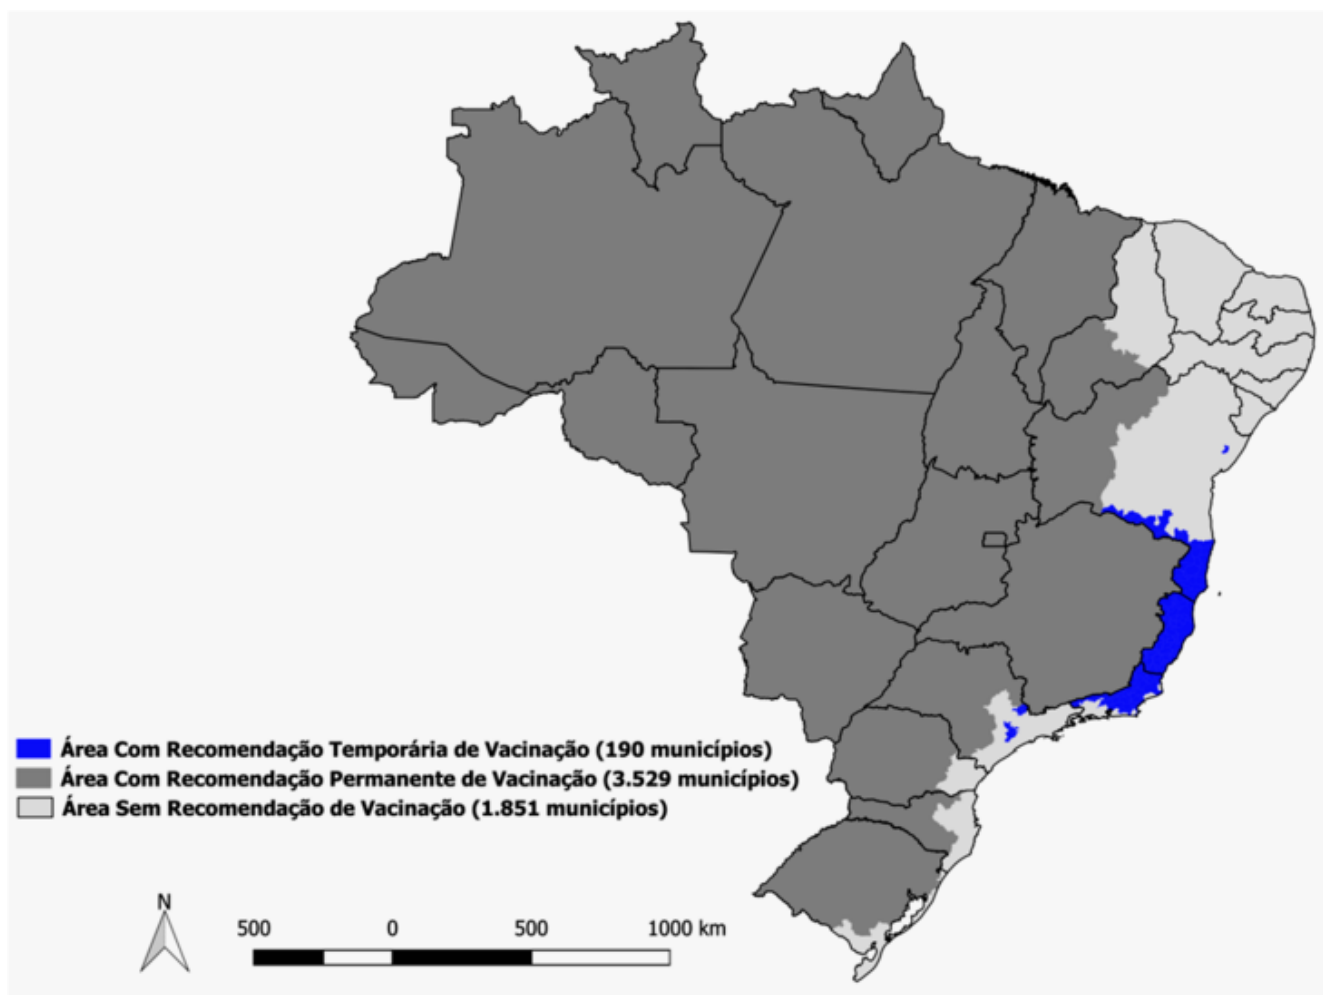 Área Com Recomendação Temporária de Vacinação (190 municípios)
Área Com Recomendação Permanente de Vacinação (3.529 municípios)
Área Sem Recomendação de Vacinação (1.851 municípios)
N
500 0 500 1000 km